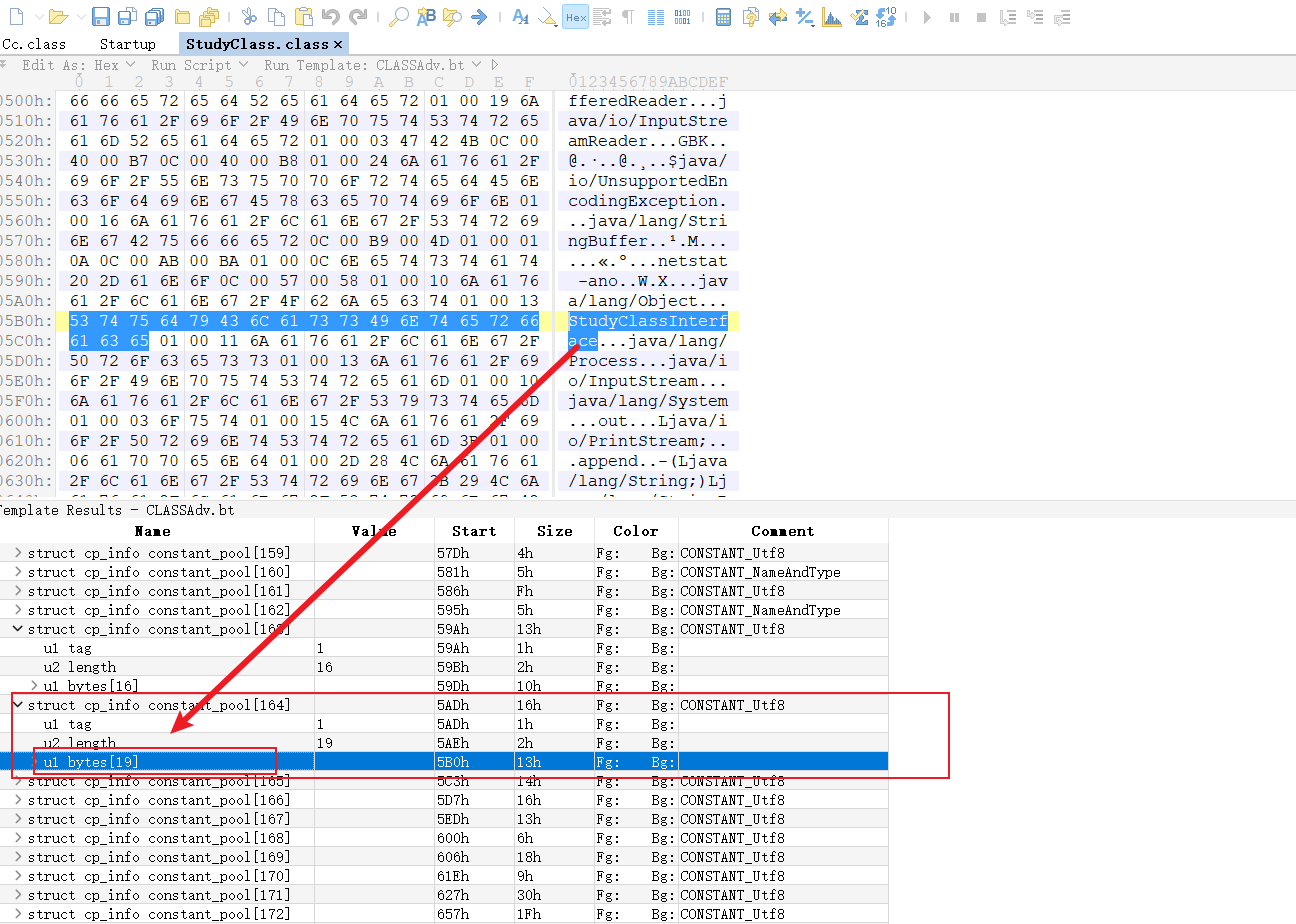 Cc.class Startup StudyClass.class ×
Edit As: Hex Run Script Run Template: CLASSAdv.bt
0 1 2 3 4 5 6 7 8 9 A B C D E F 0123456789ABCDEF
0500h: 66 66 65 72 65 64 52 65 61 64 65 72 01 00 19 6A fferedReader...j
0510h: 61 76 61 2F 69 6F 2F 49 6E 70 75 74 53 74 72 65 ava/io/InputStre
0520h: 61 6D 52 65 61 64 65 72 01 00 03 47 42 4B 0C 00 amReader...GBK..
0530h: 40 00 B7 0C 00 40 00 B8 01 00 24 6A 61 76 61 2F @.·..@.¸..$java/
0540h: 69 6F 2F 55 6E 73 75 70 70 6F 72 74 65 64 45 6E io/UnsupportedEn
0550h: 63 6F 64 69 6E 67 45 78 63 65 70 74 69 6F 6E 01 codingException.
0560h: 00 16 6A 61 76 61 2F 6C 61 6E 67 2F 53 74 72 69 ..java/lang/Stri
0570h: 6E 67 42 75 66 66 65 72 0C 00 B9 00 4D 01 00 01 ngBuffer..¹.M...
0580h: 0A 0C 00 AB 00 BA 01 00 0C 6E 65 74 73 74 61 74 ...«.º...netstat
0590h: 20 2D 61 6E 6F 0C 00 57 00 58 01 00 10 6A 61 76 -ano..W.X...jav
05A0h: 61 2F 6C 61 6E 67 2F 4F 62 6A 65 63 74 01 00 13 a/lang/Object...
05B0h: 53 74 75 64 79 43 6C 61 73 73 49 6E 74 65 72 66 StudyClassInterf
05C0h: 61 63 65 01 00 11 6A 61 76 61 2F 6C 61 6E 67 2F ace...java/lang/
05D0h: 50 72 6F 63 65 73 73 01 00 13 6A 61 76 61 2F 69 Process...java/i
05E0h: 6F 2F 49 6E 70 75 74 53 74 72 65 61 6D 01 00 10 o/InputStream...
05F0h: 6A 61 76 61 2F 6C 61 6E 67 2F 53 79 73 74 65 6D java/lang/System
0600h: 01 00 03 6F 75 74 01 00 15 4C 6A 61 76 61 2F 69 ...out...Ljava/i
0610h: 6F 2F 50 72 69 6E 74 53 74 72 65 61 6D 3B 01 00 o/PrintStream;..
0620h: 06 61 70 70 65 6E 64 01 00 2D 28 4C 6A 61 76 61 .append..-(Ljava
0630h: 2F 6C 61 6E 67 2F 53 74 72 69 6E 67 3B 29 4C 6A /lang/String;)Lj
Template Results - CLASSAdv.bt
Name Value Start Size Color Comment
struct cp_info constant_pool[159] 57Dh 4h Fg: Bg: CONSTANT_Utf8
struct cp_info constant_pool[160] 581h 5h Fg: Bg: CONSTANT_NameAndType
struct cp_info constant_pool[161] 586h Fh Fg: Bg: CONSTANT_Utf8
struct cp_info constant_pool[162] 595h 5h Fg: Bg: CONSTANT_NameAndType
struct cp_info constant_pool[163] 59Ah 13h Fg: Bg: CONSTANT_Utf8
u1 tag 1 59Ah 1h Fg: Bg:
u2 length 16 59Bh 2h Fg: Bg:
u1 bytes[16] 59Dh 10h Fg: Bg:
struct cp_info constant_pool[164] 5ADh 16h Fg: Bg: CONSTANT_Utf8
u1 tag 1 5ADh 1h Fg: Bg:
u2 length 19 5AEh 2h Fg: Bg:
u1 bytes[19] 5B0h 13h Fg: Bg:
struct cp_info constant_pool[165] 5C3h 14h Fg: Bg: CONSTANT_Utf8
struct cp_info constant_pool[166] 5D7h 16h Fg: Bg: CONSTANT_Utf8
struct cp_info constant_pool[167] 5EDh 13h Fg: Bg: CONSTANT_Utf8
struct cp_info constant_pool[168] 600h 6h Fg: Bg: CONSTANT_Utf8
struct cp_info constant_pool[169] 606h 18h Fg: Bg: CONSTANT_Utf8
struct cp_info constant_pool[170] 61Eh 9h Fg: Bg: CONSTANT_Utf8
struct cp_info constant_pool[171] 627h 30h Fg: Bg: CONSTANT_Utf8
struct cp_info constant_pool[172] 657h 1Fh Fg: Bg: CONSTANT_Utf8